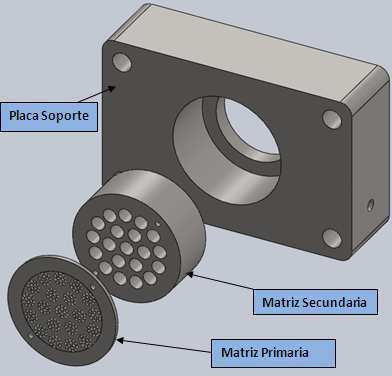 Placa Soporte
Matriz Secundaria
Matriz Primaria